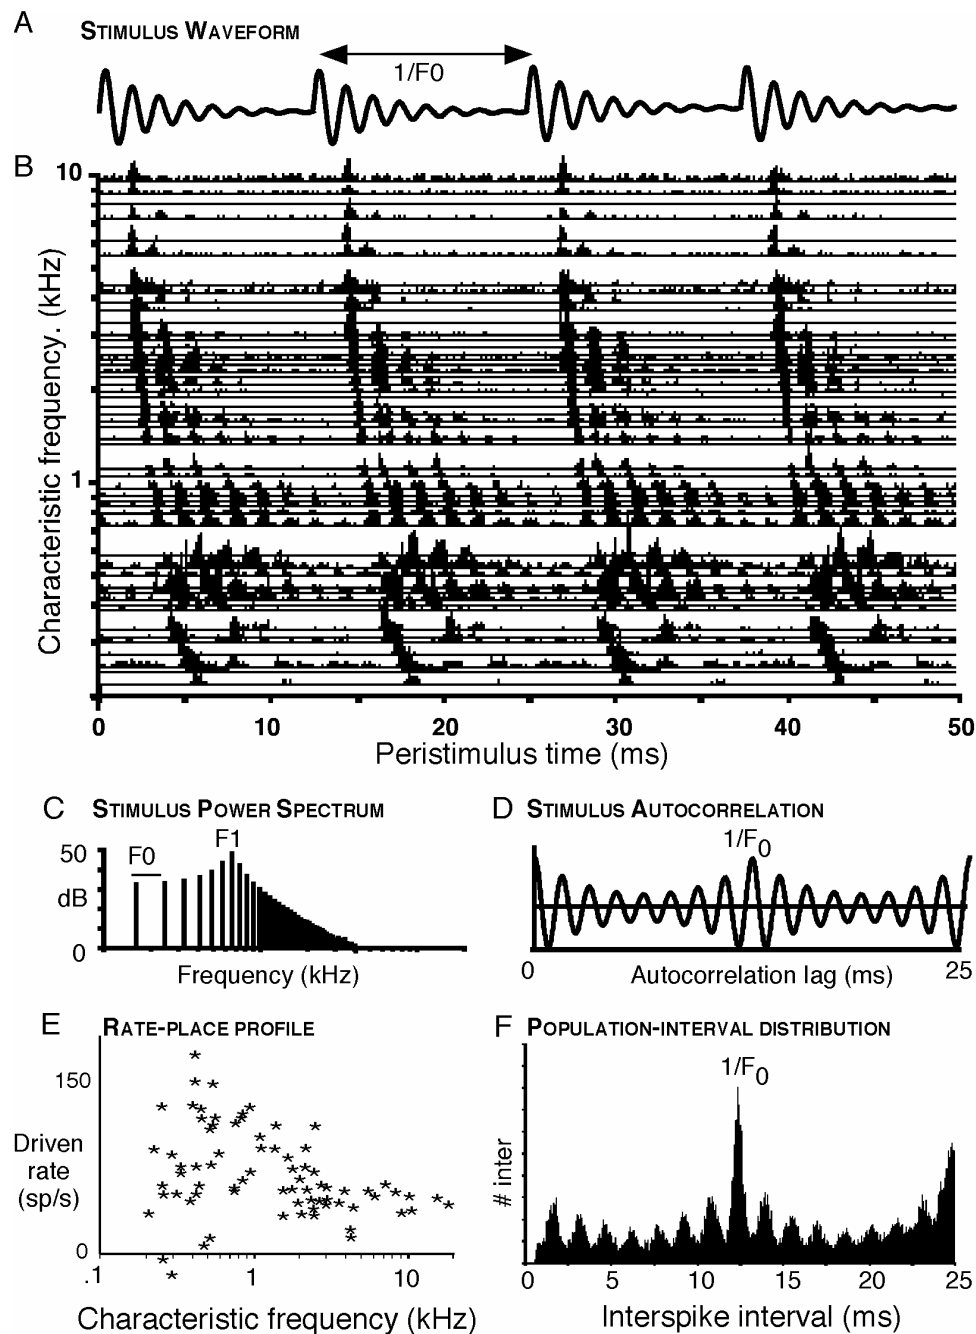 A STIMULUS WAVEFORM
1/F0
B
10
1
Characteristic frequency. (kHz)
0 10 20 30 40 50
Peristimulus time (ms)
C STIMULUS POWER SPECTRUM
50
dB
0
F0
F1
Frequency (kHz)
D STIMULUS AUTOCORRELATION
1/F0
0 25
Autocorrelation lag (ms)
E RATE-PLACE PROFILE
150
Driven
rate
(sp/s)
0
.1 1 10
Characteristic frequency (kHz)
F POPULATION-INTERVAL DISTRIBUTION
1/F0
# inter
0 5 10 15 20 25
Interspike interval (ms)